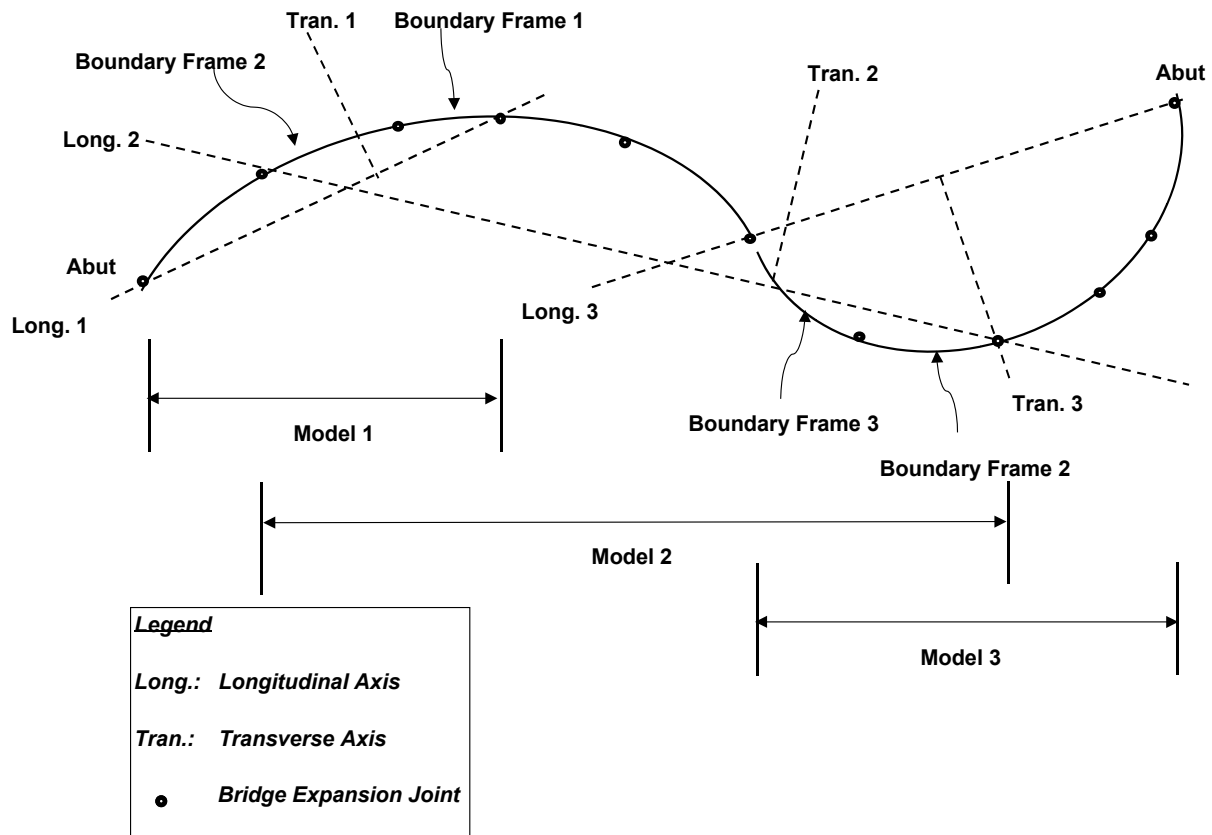 Tran. 1
Boundary Frame 1
Boundary Frame 2
Tran. 2
Abut
Long. 2
Abut
Long. 3
Long. 1
Tran. 3
Boundary Frame 3
Model 1
Boundary Frame 2
Model 2
Model 3
Legend
Long.: Longitudinal Axis
Tran.: Transverse Axis
Bridge Expansion Joint